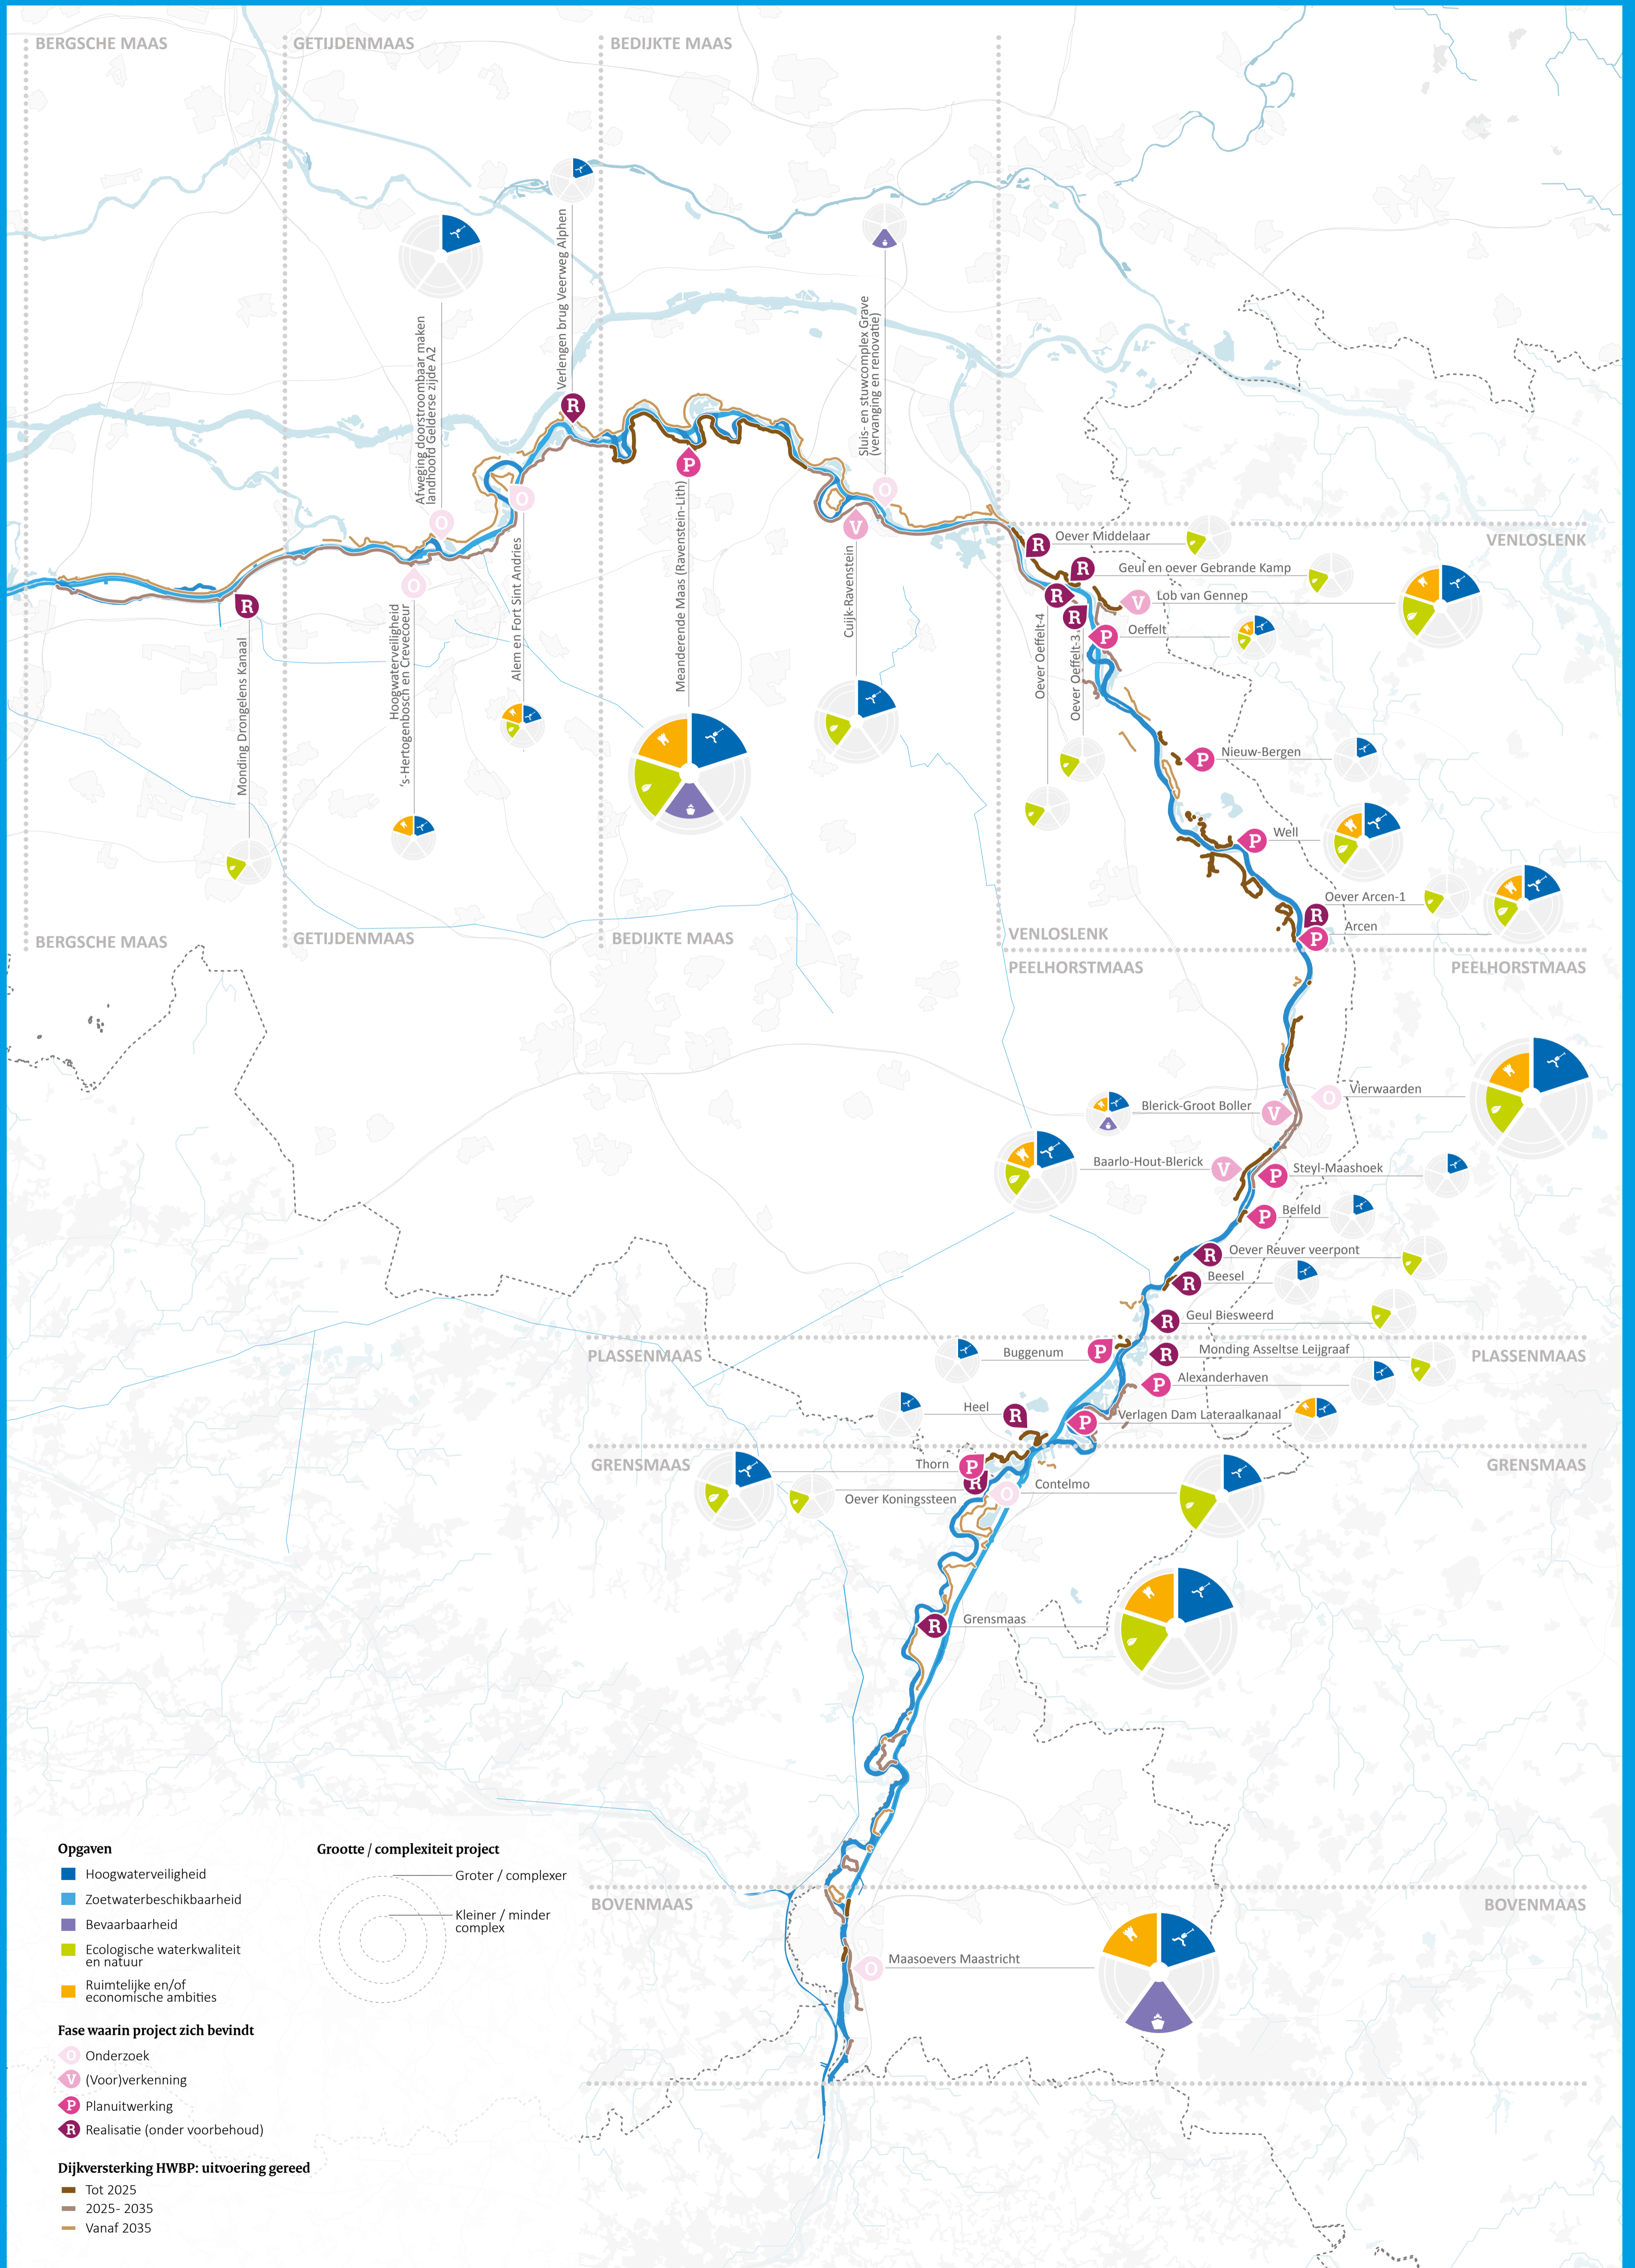 BERGSCHE MAAS
GETIJDENMAAS
BEDIJKTE MAAS
Afweging doorstroombaar maken
landhoofd Gelderse zijde A2
Verlengen brug Veerweg Alphen
Sluis- en stuwcomplex Grave
(vervanging en renovatie)
R
P
O
O
O
V
O
R
Monding Drongelens Kanaal
Hoogwaterveiligheid
‘s-Hertogenbosch en Crevecoeur
Alem en Fort Sint Andries
Meanderende Maas (Ravenstein-Lith)
Cuijk-Ravenstein
VENLOSLENK
R
Oever Middelaar
R
Geul en oever Gebrande Kamp
R
V
Lob van Gennep
R
P
Oeffelt
Oever Oeffelt-4
Oever Oeffelt-3
P
Nieuw-Bergen
P
Well
Oever Arcen-1
R
P
Arcen
BERGSCHE MAAS
GETIJDENMAAS
BEDIJKTE MAAS
VENLOSLENK
PEELHORSTMAAS
PEELHORSTMAAS
O
Vierwaarden
Blerick-Groot Boller
V
Baarlo-Hout-Blerick
V
P
Steyl-Maashoek
P
Belfeld
R
Oever Reuver veerpont
R
Beesel
R
Geul Biesweerd
PLASSENMAAS
PLASSENMAAS
Buggenum
P
R
Monding Asseltse Leijgraaf
P
Alexanderhaven
Heel
R
P
Verlagen Dam Lateraalkanaal
GRENSMAAS
GRENSMAAS
Thorn
P
R
Oever Koningssteen
O
Contelmo
R
Grensmaas
BOVENMAAS
BOVENMAAS
O
Maasoevers Maastricht
Opgaven
Hoogwaterveiligheid
Zoetwaterbeschikbaarheid
Bevaarbaarheid
Ecologische waterkwaliteit
en natuur
Ruimtelijke en/of
economische ambities
Grootte / complexiteit project
Groter / complexer
Kleiner / minder
complex
Fase waarin project zich bevindt
O Onderzoek
V (Voor)verkenning
P Planuitwerking
R Realisatie (onder voorbehoud)
Dijkversterking HWBP: uitvoering gereed
Tot 2025
2025- 2035
Vanaf 2035